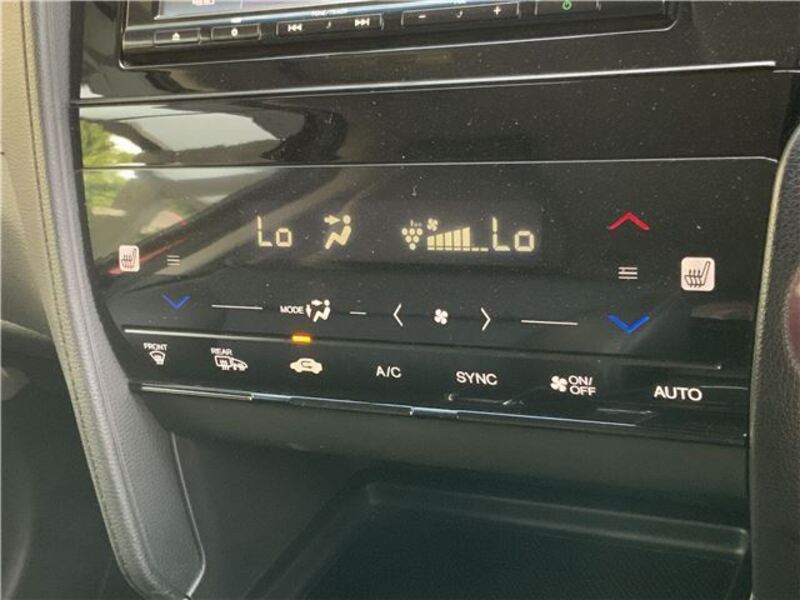 Lo Lo
MODE
FRONT REAR A/C SYNC ON/OFF AUTO